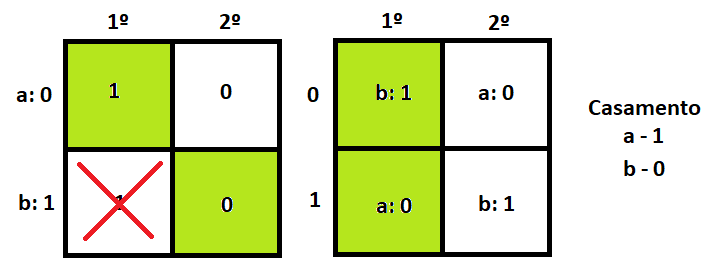 1º 2º 1º 2º
a: 0 1 0 0 b: 1 a: 0
Casamento
a - 1
b - 0
b: 1 1 0 1 a: 0 b: 1